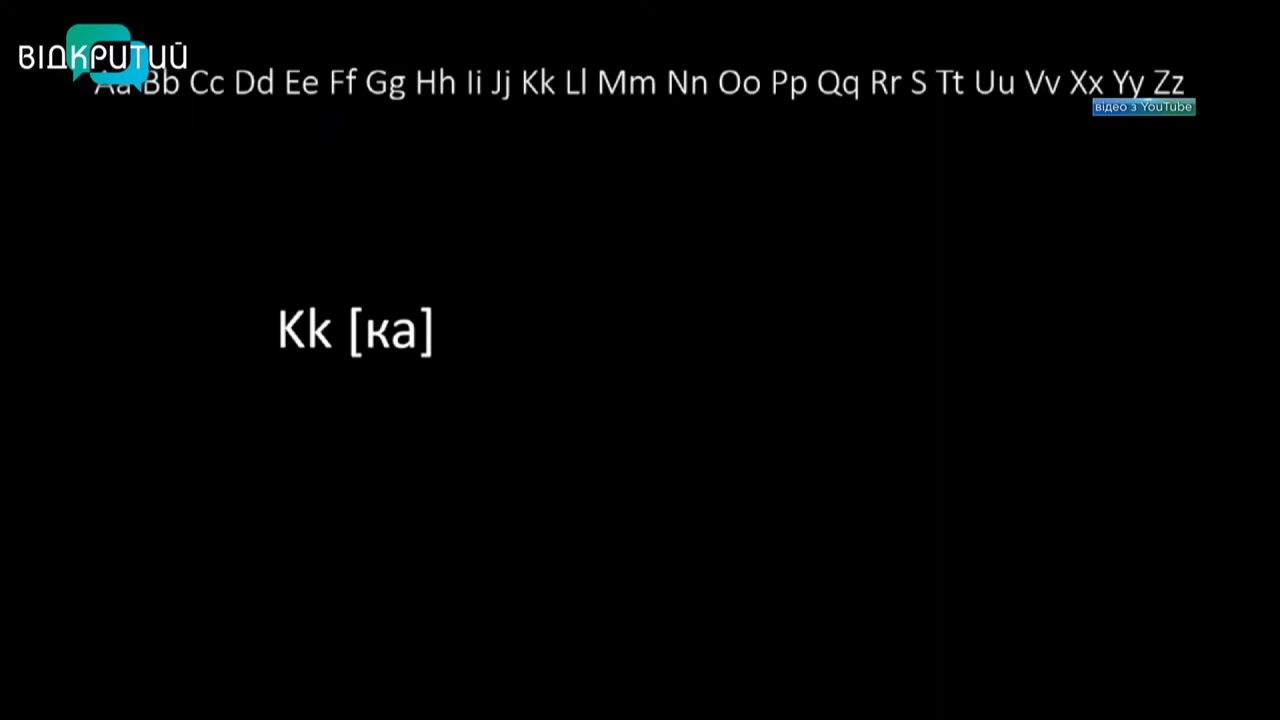 ВІДКРИТИЙ
Aa Bb Cc Dd Ee Ff Gg Hh Ii Jj Kk Ll Mm Nn Oo Pp Qq Rr S Tt Uu Vv Xx Yy Zz
відео з YouTube
Kk [ка]